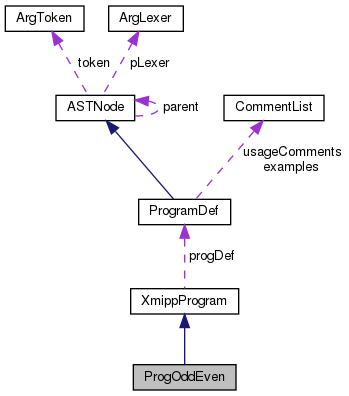 ArgToken
ArgLexer
token
pLexer
ASTNode
parent
CommentList
usageComments
examples
ProgramDef
progDef
XmippProgram
ProgOddEven